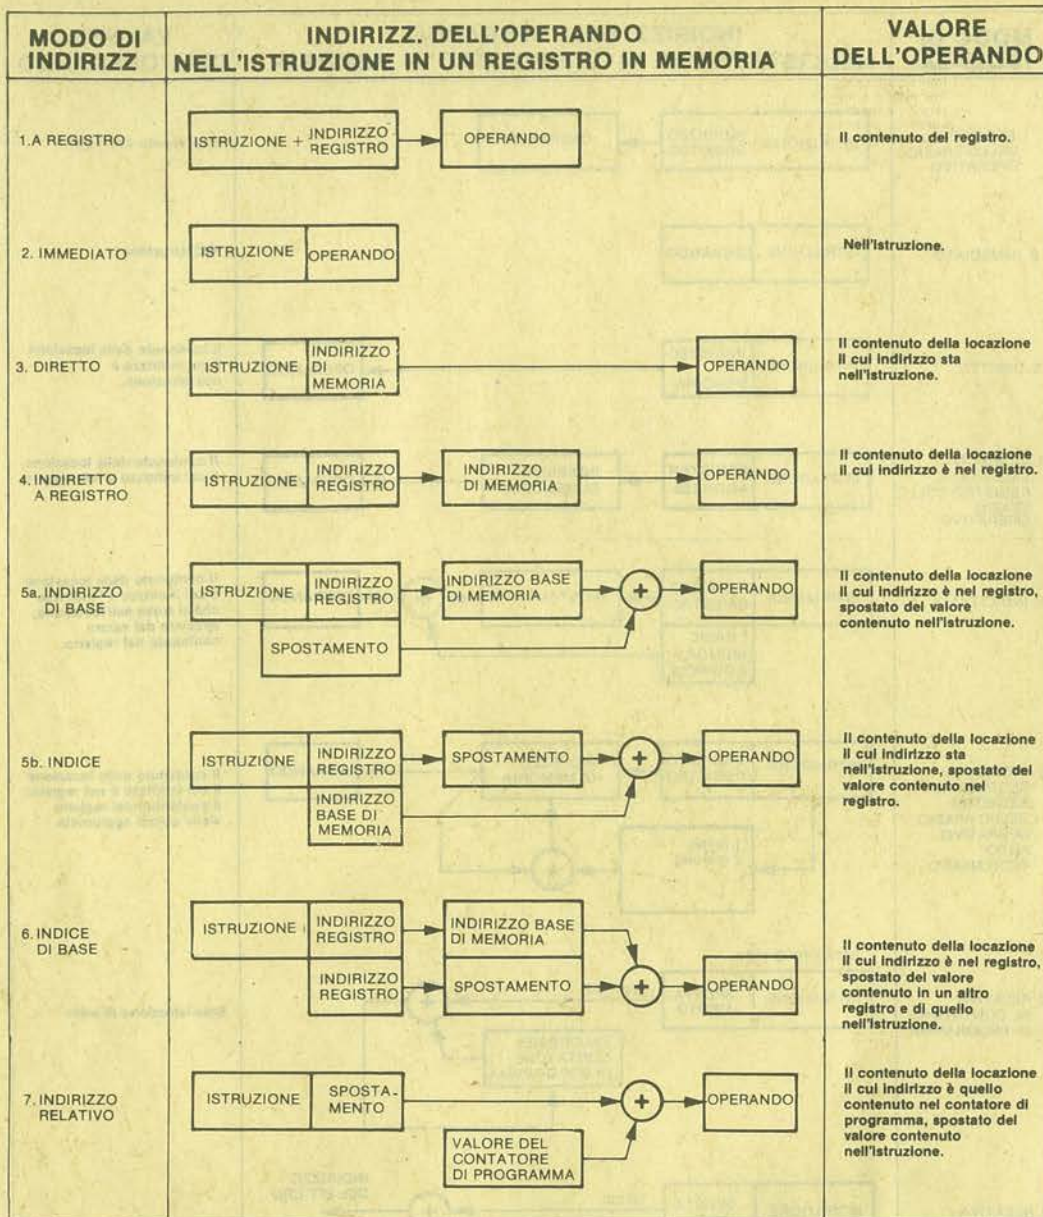 MODO DI
INDIRIZZ
INDIRIZZ. DELL'OPERANDO
NELL'ISTRUZIONE IN UN REGISTRO IN MEMORIA
VALORE
DELL'OPERANDO
1.A REGISTRO
ISTRUZIONE + INDIRIZZO
REGISTRO
OPERANDO
Il contenuto del registro.
2. IMMEDIATO
ISTRUZIONE
OPERANDO
Nell'istruzione.
3. DIRETTO
ISTRUZIONE
INDIRIZZO
DI
MEMORIA
OPERANDO
Il contenuto della locazione
il cui indirizzo sta
nell'istruzione.
4. INDIRETTO
A REGISTRO
ISTRUZIONE
INDIRIZZO
REGISTRO
INDIRIZZO
DI MEMORIA
OPERANDO
Il contenuto della locazione
il cui indirizzo è nel registro.
5a. INDIRIZZO
DI BASE
ISTRUZIONE
INDIRIZZO
REGISTRO
INDIRIZZO BASE
DI MEMORIA
+
OPERANDO
SPOSTAMENTO
Il contenuto della locazione
il cui indirizzo è nel registro,
spostato del valore
contenuto nell'istruzione.
5b. INDICE
ISTRUZIONE
INDIRIZZO
REGISTRO
SPOSTAMENTO
+
OPERANDO
INDIRIZZO
BASE DI
MEMORIA
Il contenuto della locazione
il cui indirizzo sta
nell'istruzione, spostato del
valore contenuto nel
registro.
6. INDICE
DI BASE
ISTRUZIONE
INDIRIZZO
REGISTRO
INDIRIZZO BASE
DI MEMORIA
INDIRIZZO
REGISTRO
SPOSTAMENTO
+
OPERANDO
Il contenuto della locazione
il cui indirizzo è nel registro,
spostato del valore
contenuto in un altro
registro e di quello
nell'istruzione.
7. INDIRIZZO
RELATIVO
ISTRUZIONE
SPOSTA-
MENTO
+
OPERANDO
VALORE DEL
CONTATORE
DI PROGRAMMA
Il contenuto della locazione
il cui indirizzo è quello
contenuto nel contatore di
programma, spostato del
valore contenuto
nell'istruzione.